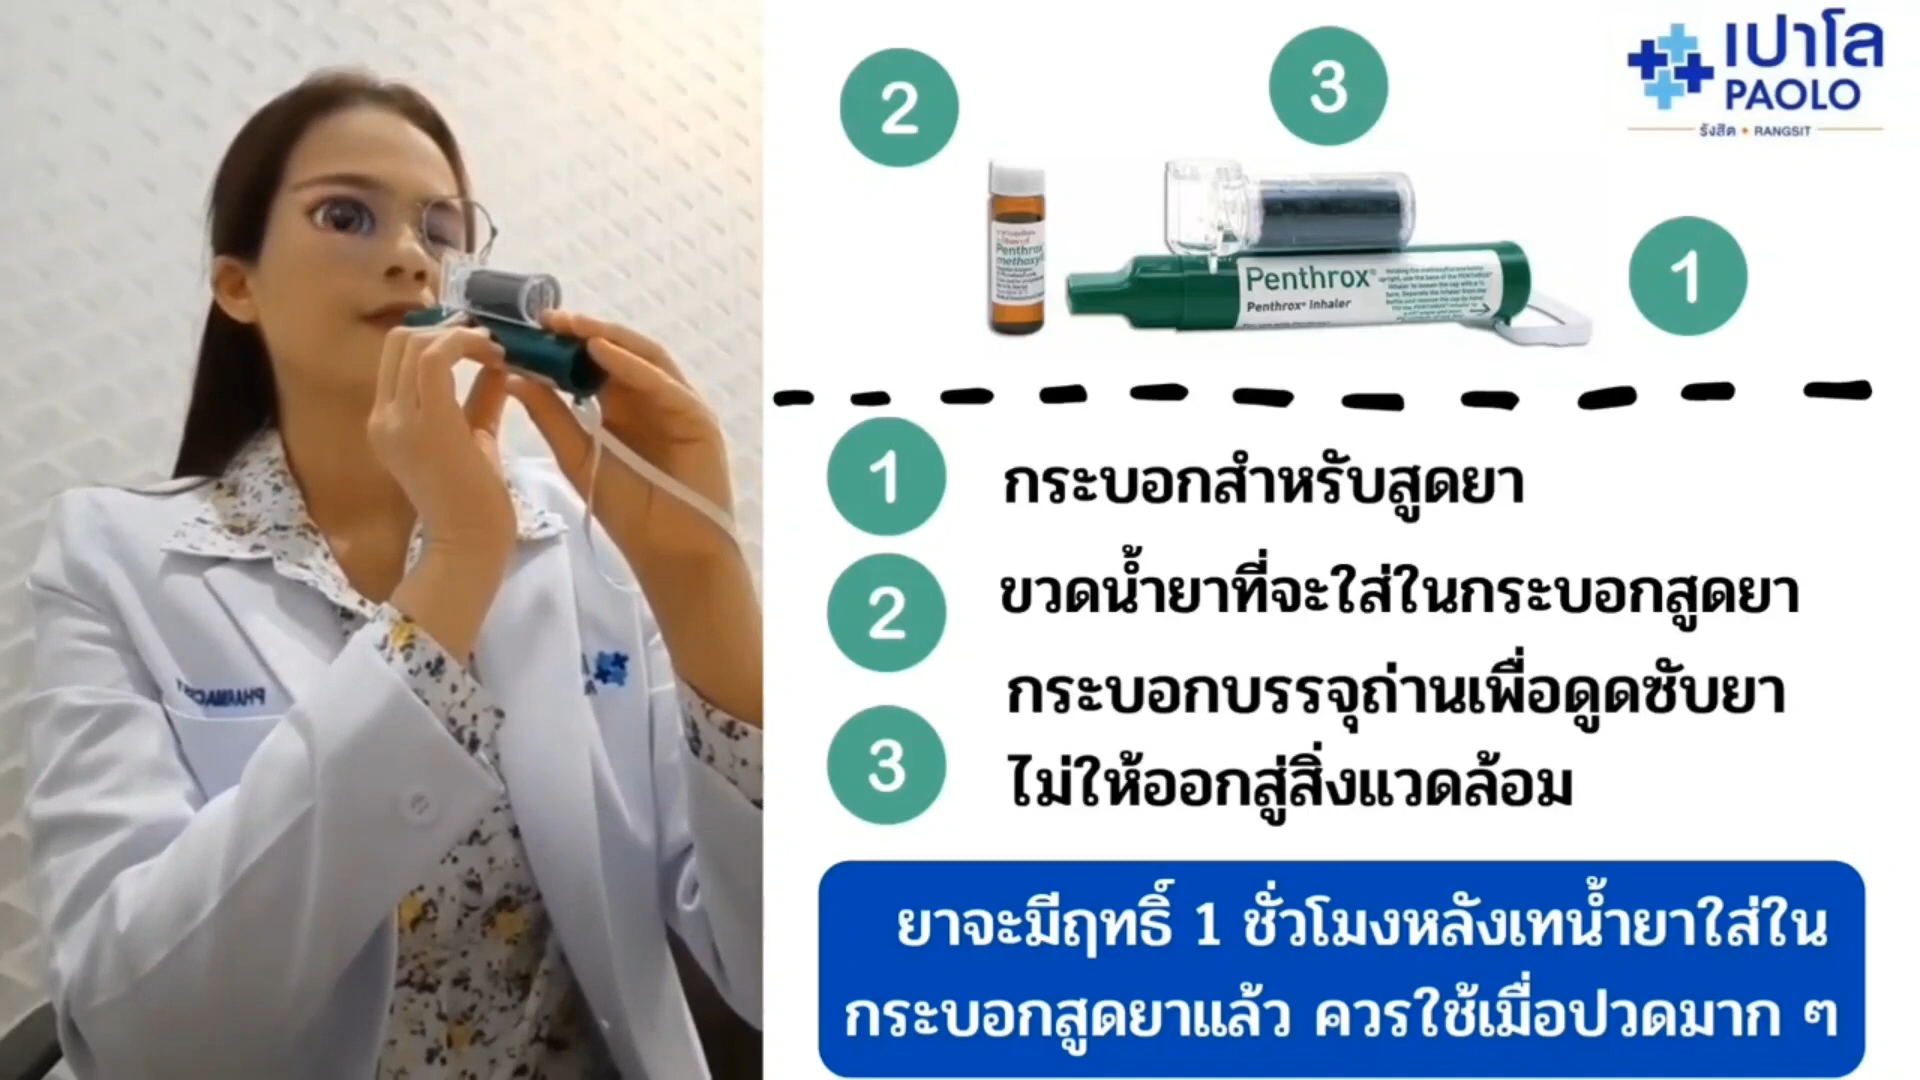 2
3
เปาโล
PAOLO
รังสิต • RANGSIT
Penthrox
Penthrox®
Penthrox® Inhaler
1
1 กระบอกสำหรับสูดยา
2 ขวดน้ำยาที่จะใส่ในกระบอกสูดยา
กระบอกบรรจุถ่านเพื่อดูดซับยา
3 ไม่ให้ออกสู่สิ่งแวดล้อม
ยาจะมีฤทธิ์ 1 ชั่วโมงหลังเทน้ำยาใส่ใน
กระบอกสูดยาแล้ว ควรใช้เมื่อปวดมาก ๆ